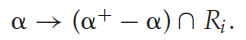 α → (α⁺ − α) ∩ Rᵢ.